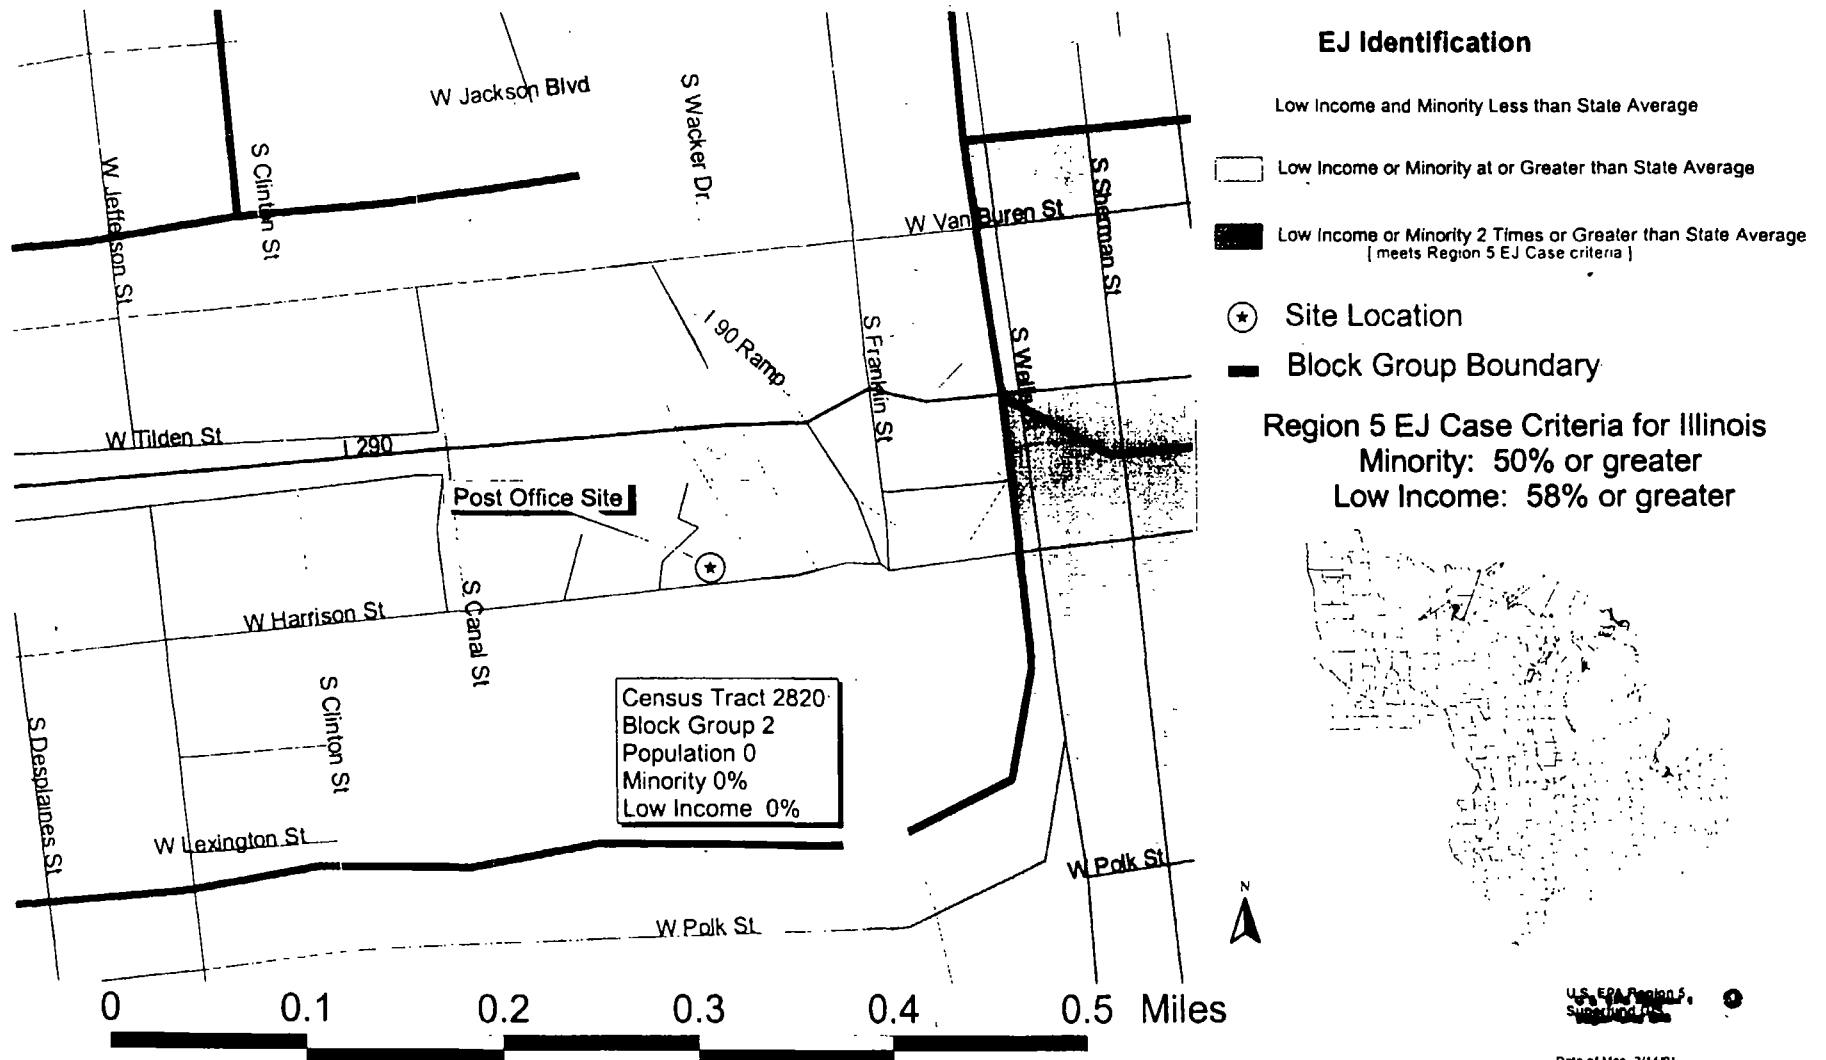 W Jackson Blvd
S Wacker Dr.
W Jefferson St
S Clinton St
W Van Buren St
S Sherman St
I 90 Ramp
S Franklin St
S Wells
W Tilden St
I 290
Post Office Site
W Harrison St
S Canal St
S Clinton St
S Desplaines St
Census Tract 2820
Block Group 2
Population 0
Minority 0%
Low Income 0%
W Lexington St
W Polk St
W Polk St
0 0.1 0.2 0.3 0.4 0.5 Miles
EJ Identification
Low Income and Minority Less than State Average
Low Income or Minority at or Greater than State Average
Low Income or Minority 2 Times or Greater than State Average
[ meets Region 5 EJ Case criteria ]
Site Location
Block Group Boundary
Region 5 EJ Case Criteria for Illinois
Minority: 50% or greater
Low Income: 58% or greater
N
U.S. EPA Region 5
Superfund
Date of Map